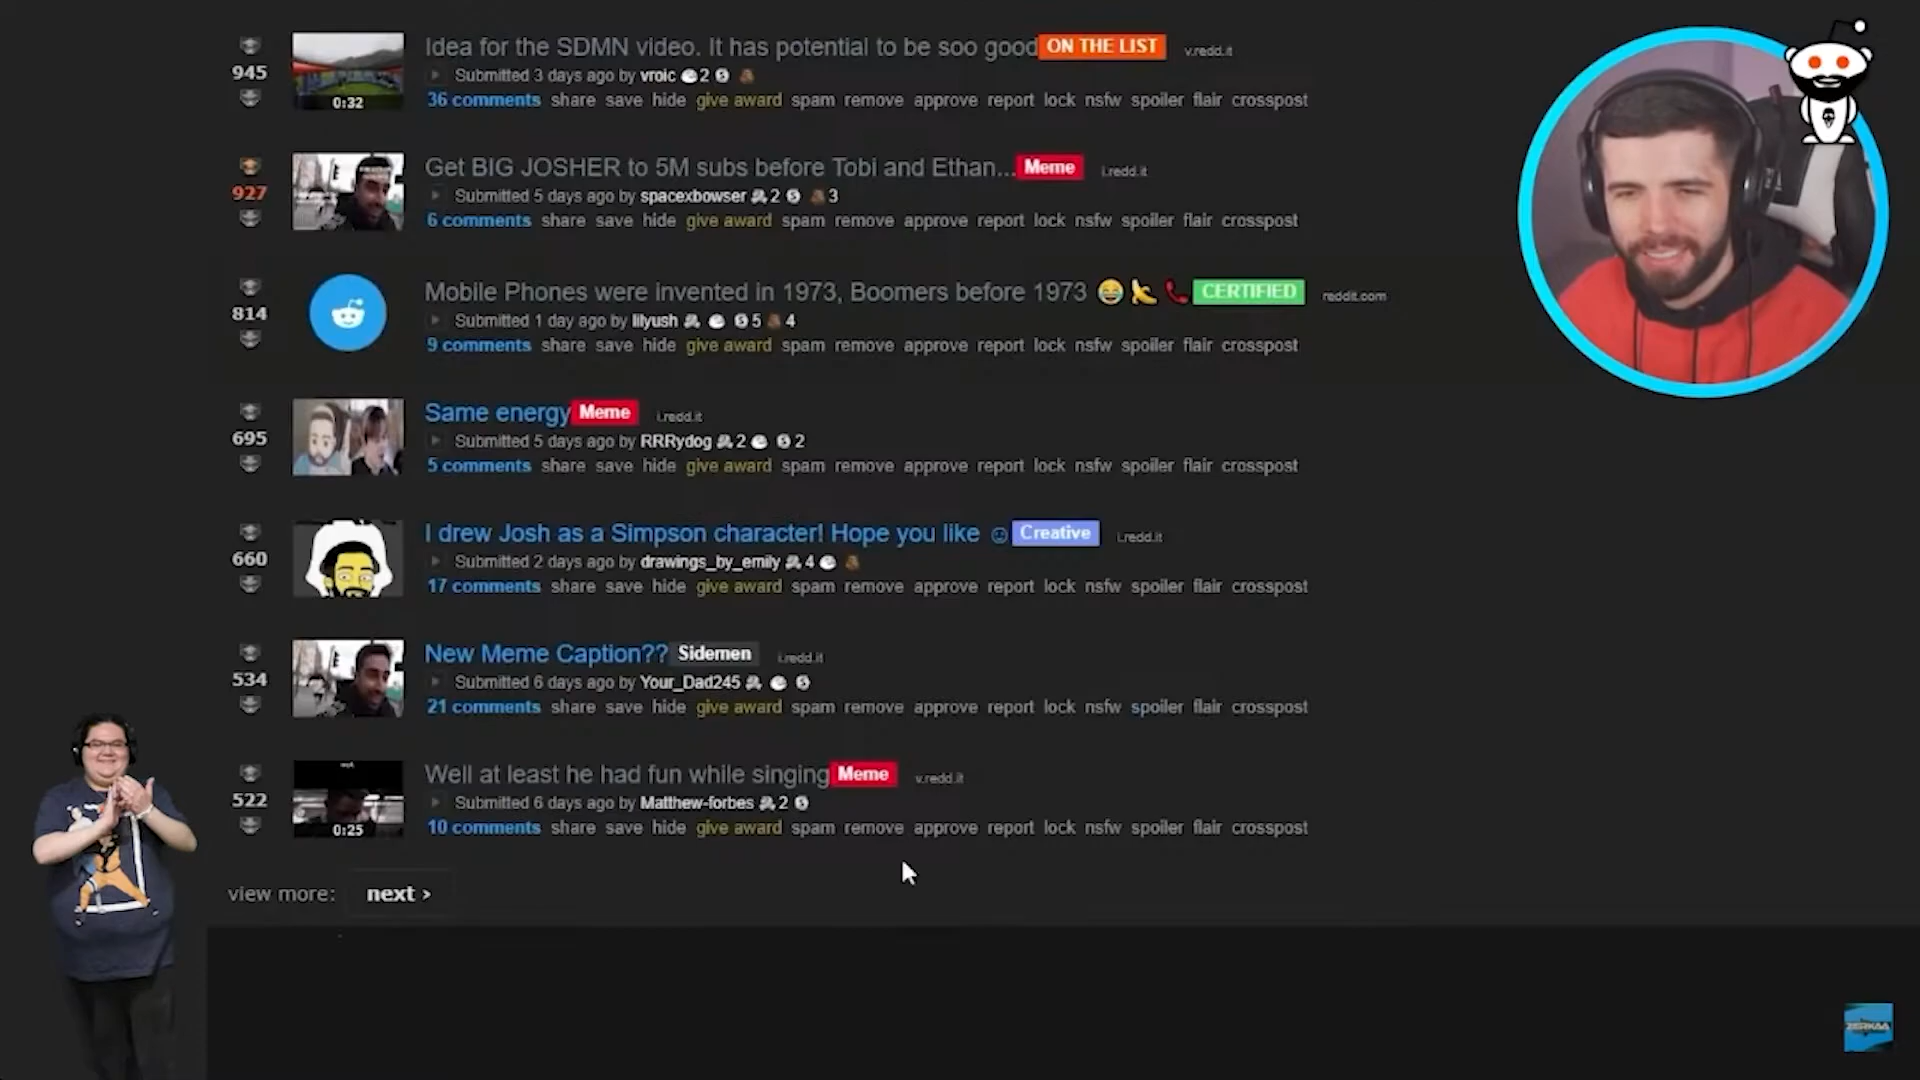 945
0:32
Idea for the SDMN video. It has potential to be soo good ON THE LIST v.redd.it
Submitted 3 days ago by vroic 2
36 comments share save hide give award spam remove approve report lock nsfw spoiler flair crosspost
927
Get BIG JOSHER to 5M subs before Tobi and Ethan... Meme i.redd.it
Submitted 5 days ago by spacexbowser 2 3
6 comments share save hide give award spam remove approve report lock nsfw spoiler flair crosspost
814
Mobile Phones were invented in 1973, Boomers before 1973 😂🍌📞 CERTIFIED reddit.com
Submitted 1 day ago by lilyush 5 4
9 comments share save hide give award spam remove approve report lock nsfw spoiler flair crosspost
695
Same energy Meme i.redd.it
Submitted 5 days ago by RRRydog 2 2
5 comments share save hide give award spam remove approve report lock nsfw spoiler flair crosspost
660
I drew Josh as a Simpson character! Hope you like ☺ Creative i.redd.it
Submitted 2 days ago by drawings_by_emily 4
17 comments share save hide give award spam remove approve report lock nsfw spoiler flair crosspost
534
New Meme Caption?? Sidemen i.redd.it
Submitted 6 days ago by Your_Dad245
21 comments share save hide give award spam remove approve report lock nsfw spoiler flair crosspost
522
0:25
Well at least he had fun while singing Meme v.redd.it
Submitted 6 days ago by Matthew-forbes 2
10 comments share save hide give award spam remove approve report lock nsfw spoiler flair crosspost
view more: next ›
ZERKAA